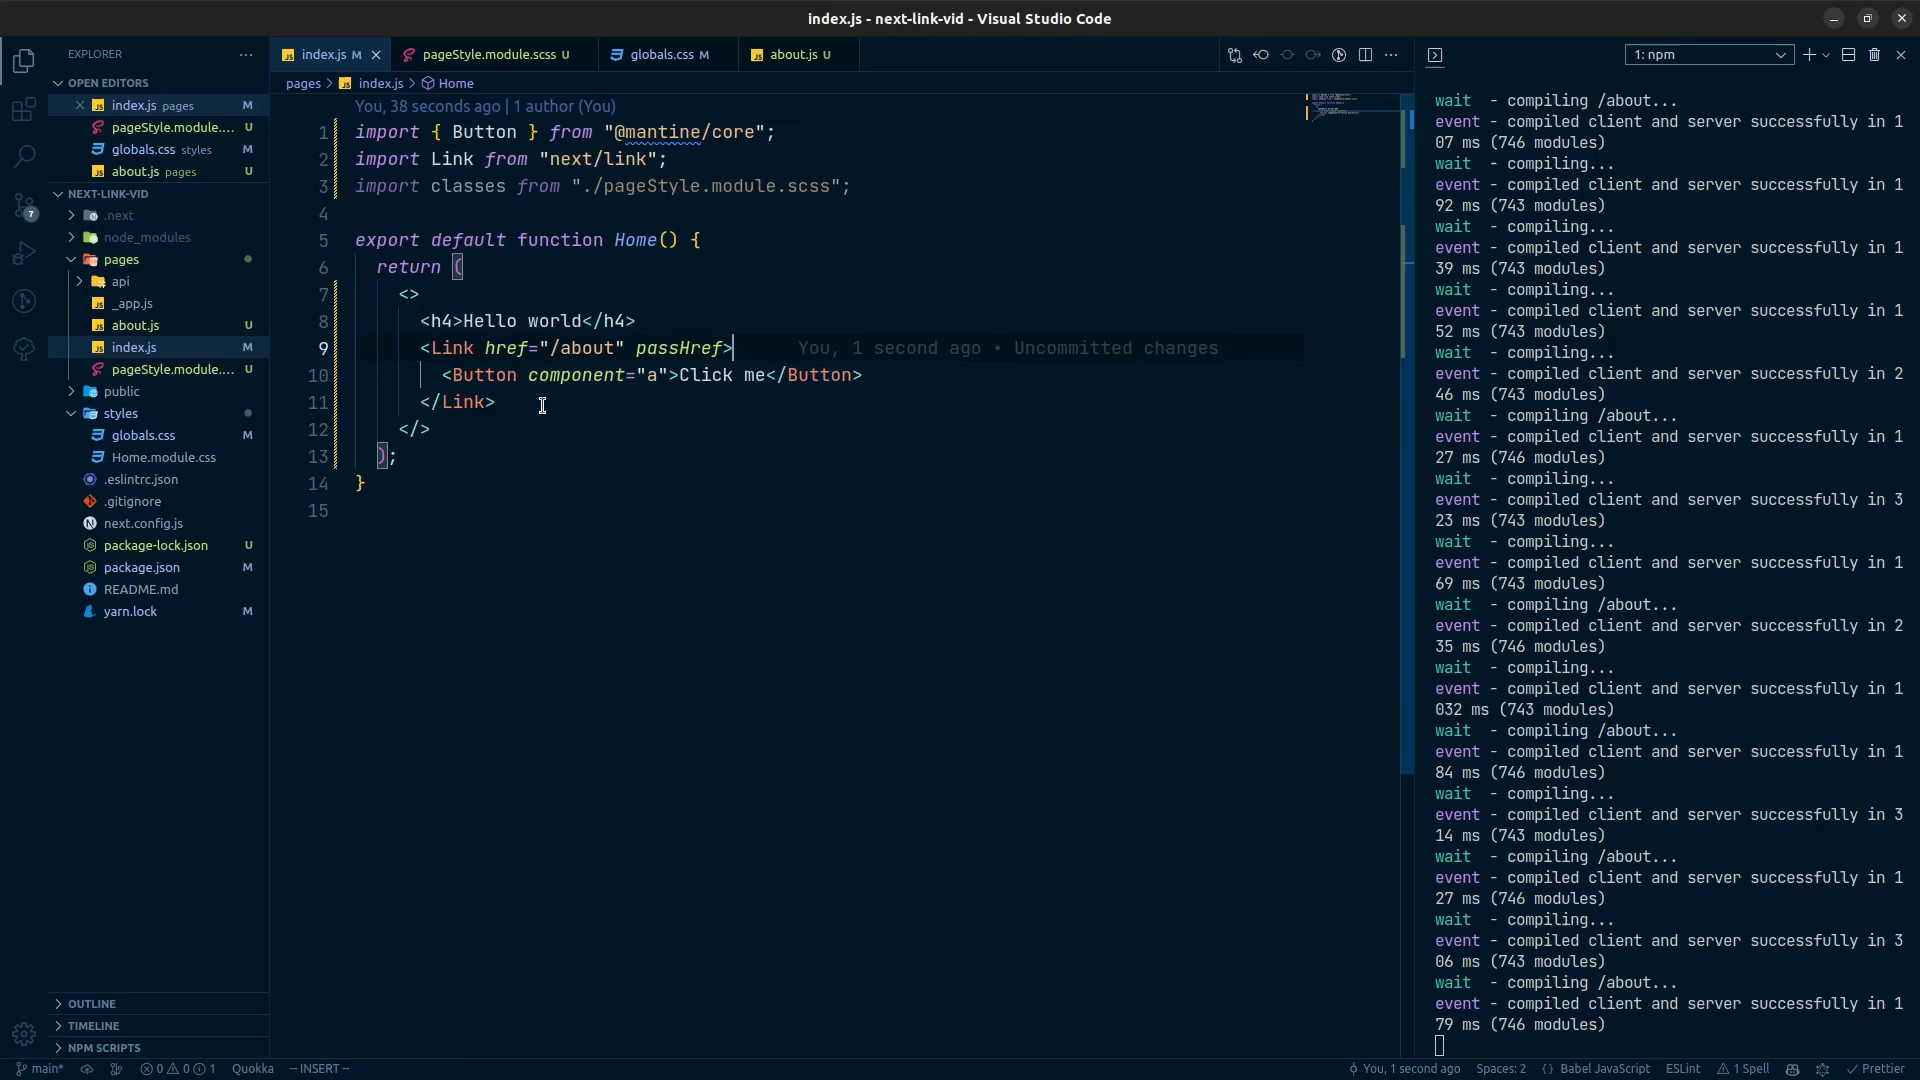 index.js - next-link-vid - Visual Studio Code
EXPLORER
OPEN EDITORS
index.js pages M
pageStyle.module.... U
globals.css styles M
about.js pages U
NEXT-LINK-VID
.next
node_modules
pages
api
_app.js
about.js U
index.js M
pageStyle.module.... U
public
styles
globals.css M
Home.module.css
.eslintrc.json
.gitignore
next.config.js
package-lock.json U
package.json M
README.md
yarn.lock M
OUTLINE
TIMELINE
NPM SCRIPTS
7
index.js M pageStyle.module.scss U globals.css M about.js U
pages > index.js > Home
You, 38 seconds ago | 1 author (You)
1 import { Button } from "@mantine/core";
2 import Link from "next/link";
3 import classes from "./pageStyle.module.scss";
4
5 export default function Home() {
6 return (
7 <>
8 <h4>Hello world</h4>
9 <Link href="/about" passHref> You, 1 second ago • Uncommitted changes
10 <Button component="a">Click me</Button>
11 </Link>
12 </>
13 );
14 }
15
1: npm
wait - compiling /about...
event - compiled client and server successfully in 1
07 ms (746 modules)
wait - compiling...
event - compiled client and server successfully in 1
92 ms (743 modules)
wait - compiling...
event - compiled client and server successfully in 1
39 ms (743 modules)
wait - compiling...
event - compiled client and server successfully in 1
52 ms (743 modules)
wait - compiling...
event - compiled client and server successfully in 2
46 ms (743 modules)
wait - compiling /about...
event - compiled client and server successfully in 1
27 ms (746 modules)
wait - compiling...
event - compiled client and server successfully in 3
23 ms (743 modules)
wait - compiling...
event - compiled client and server successfully in 1
69 ms (743 modules)
wait - compiling /about...
event - compiled client and server successfully in 2
35 ms (746 modules)
wait - compiling...
event - compiled client and server successfully in 1
032 ms (743 modules)
wait - compiling /about...
event - compiled client and server successfully in 1
84 ms (746 modules)
wait - compiling...
event - compiled client and server successfully in 3
14 ms (743 modules)
wait - compiling /about...
event - compiled client and server successfully in 1
27 ms (746 modules)
wait - compiling...
event - compiled client and server successfully in 3
06 ms (743 modules)
wait - compiling /about...
event - compiled client and server successfully in 1
79 ms (746 modules)
main* 0 0 1 Quokka -- INSERT -- You, 1 second ago Spaces: 2 {} Babel JavaScript ESLint 1 Spell Prettier